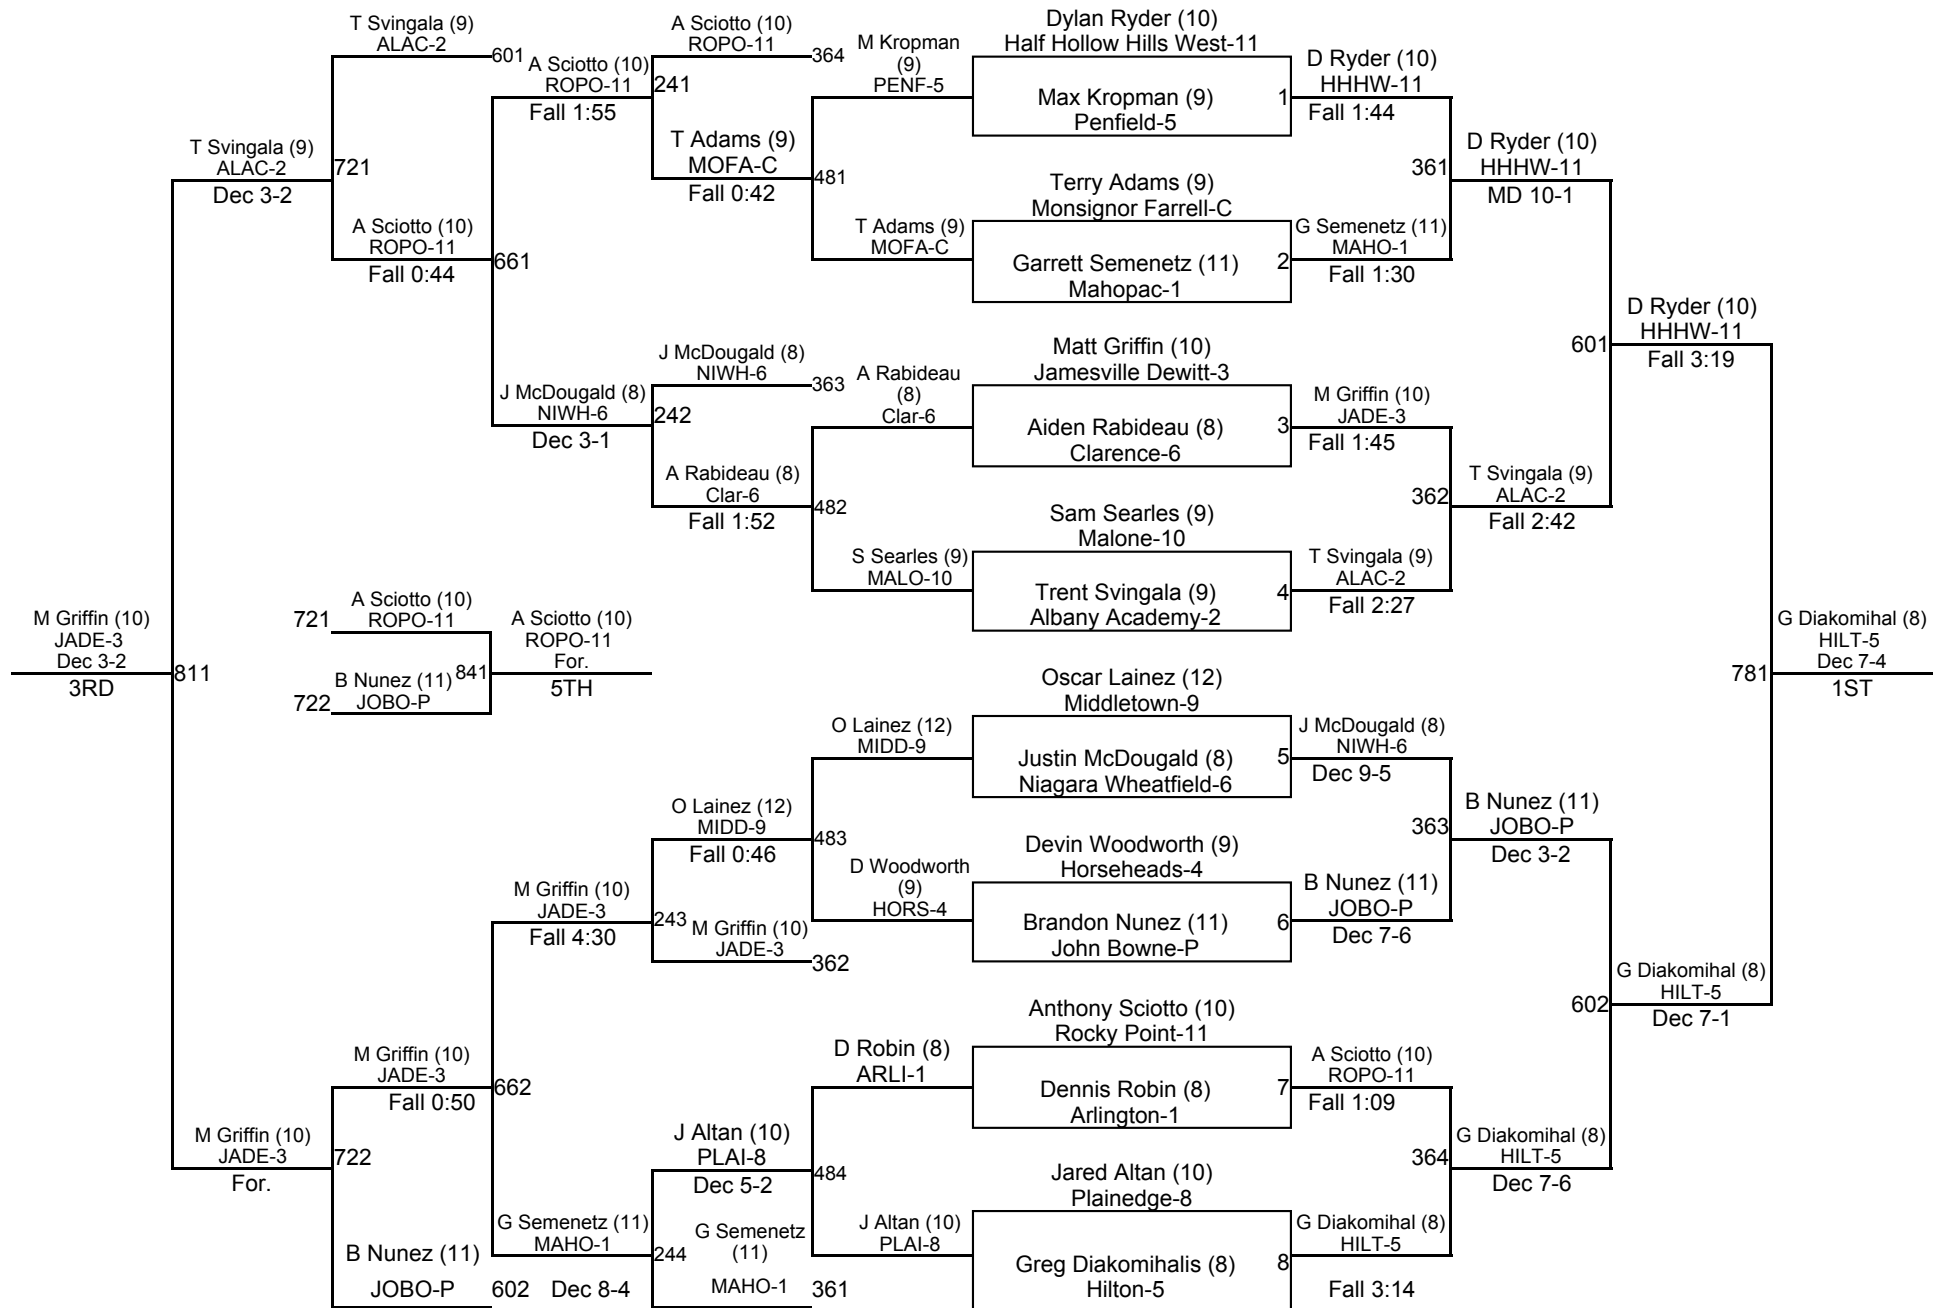 T Svingala (9)
ALAC-2
601
A Sciotto (10)
ROPO-11
Fall 1:55
241
A Sciotto (10)
ROPO-11
364
M Kropman
(9)
PENF-5
Dylan Ryder (10)
Half Hollow Hills West-11
Max Kropman (9)
Penfield-5
1
D Ryder (10)
HHHW-11
Fall 1:44
T Svingala (9)
ALAC-2
Dec 3-2
721
T Adams (9)
MOFA-C
Fall 0:42
481
361
D Ryder (10)
HHHW-11
MD 10-1
A Sciotto (10)
ROPO-11
Fall 0:44
661
T Adams (9)
MOFA-C
Terry Adams (9)
Monsignor Farrell-C
Garrett Semenetz (11)
Mahopac-1
2
G Semenetz (11)
MAHO-1
Fall 1:30
601
D Ryder (10)
HHHW-11
Fall 3:19
J McDougald (8)
NIWH-6
Dec 3-1
242
J McDougald (8)
NIWH-6
363
A Rabideau
(8)
Clar-6
Matt Griffin (10)
Jamesville Dewitt-3
Aiden Rabideau (8)
Clarence-6
3
M Griffin (10)
JADE-3
Fall 1:45
A Rabideau (8)
Clar-6
Fall 1:52
482
362
T Svingala (9)
ALAC-2
Fall 2:42
S Searles (9)
MALO-10
Sam Searles (9)
Malone-10
Trent Svingala (9)
Albany Academy-2
4
T Svingala (9)
ALAC-2
Fall 2:27
M Griffin (10)
JADE-3
Dec 3-2
3RD
811
721
A Sciotto (10)
ROPO-11
722
B Nunez (11)
JOBO-P
841
A Sciotto (10)
ROPO-11
For.
5TH
781
G Diakomihal (8)
HILT-5
Dec 7-4
1ST
O Lainez (12)
MIDD-9
Oscar Lainez (12)
Middletown-9
Justin McDougald (8)
Niagara Wheatfield-6
5
J McDougald (8)
NIWH-6
Dec 9-5
O Lainez (12)
MIDD-9
Fall 0:46
483
363
B Nunez (11)
JOBO-P
Dec 3-2
M Griffin (10)
JADE-3
Fall 4:30
243
M Griffin (10)
JADE-3
362
D Woodworth
(9)
HORS-4
Devin Woodworth (9)
Horseheads-4
Brandon Nunez (11)
John Bowne-P
6
B Nunez (11)
JOBO-P
Dec 7-6
602
G Diakomihal (8)
HILT-5
Dec 7-1
M Griffin (10)
JADE-3
Fall 0:50
662
D Robin (8)
ARLI-1
Anthony Sciotto (10)
Rocky Point-11
Dennis Robin (8)
Arlington-1
7
A Sciotto (10)
ROPO-11
Fall 1:09
M Griffin (10)
JADE-3
For.
722
J Altan (10)
PLAI-8
Dec 5-2
484
364
G Diakomihal (8)
HILT-5
Dec 7-6
B Nunez (11)
JOBO-P
602
G Semenetz (11)
MAHO-1
Dec 8-4
244
G Semenetz
(11)
MAHO-1
361
J Altan (10)
PLAI-8
Jared Altan (10)
Plainedge-8
Greg Diakomihalis (8)
Hilton-5
8
G Diakomihal (8)
HILT-5
Fall 3:14